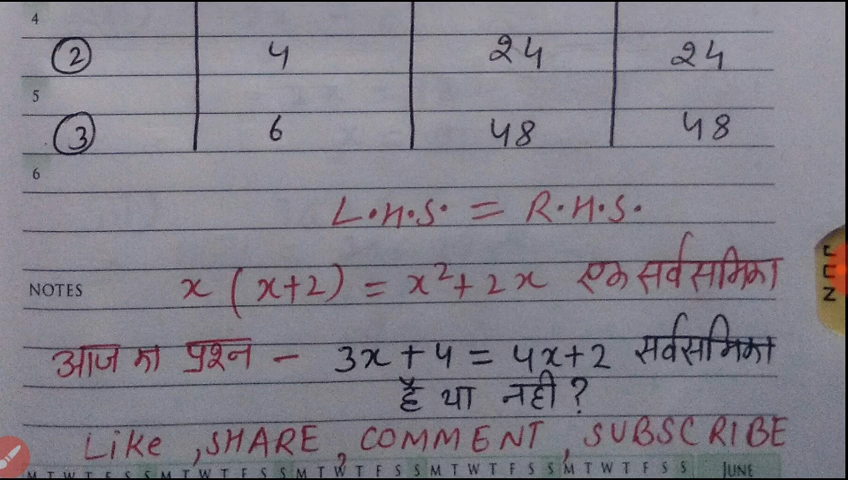 4
② 4 24 24
5
③ 6 48 48
6
L.H.S. = R.H.S.
NOTES x (x+2) = x²+2x एक सर्वसमिका
आज का प्रश्न - 3x+4 = 4x+2 सर्वसमिका
है या नही?
Like, SHARE, COMMENT, SUBSCRIBE
M T W T F S S M T W T F S S M T W T F S S M T W T F S S M T W T F S S JUNE